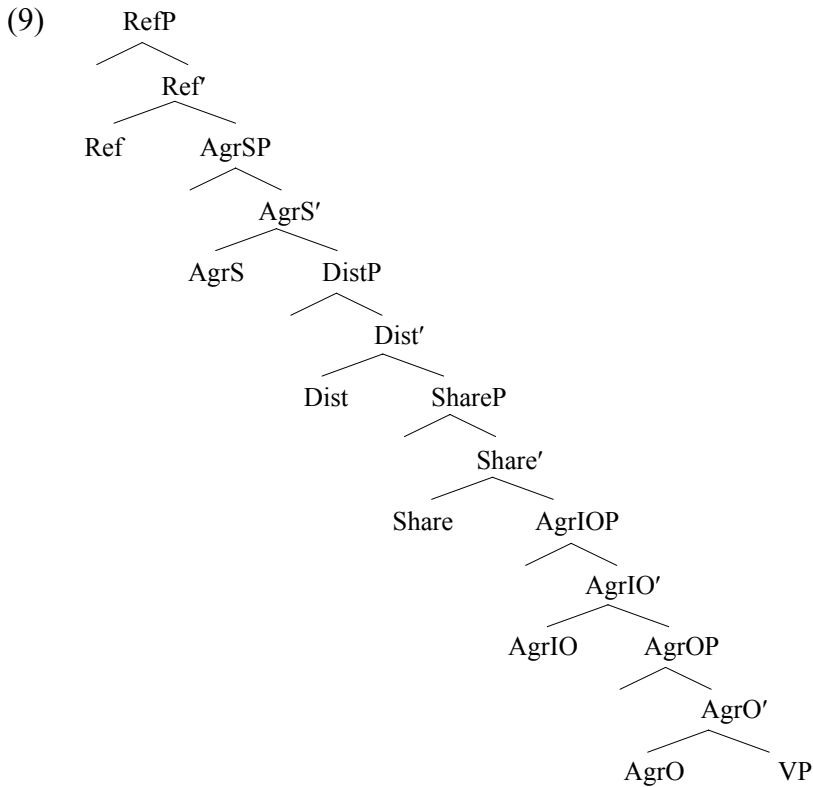 (9)
RefP
Ref′
Ref AgrSP
AgrS′
AgrS DistP
Dist′
Dist ShareP
Share′
Share AgrIOP
AgrIO′
AgrIO AgrOP
AgrO′
AgrO VP